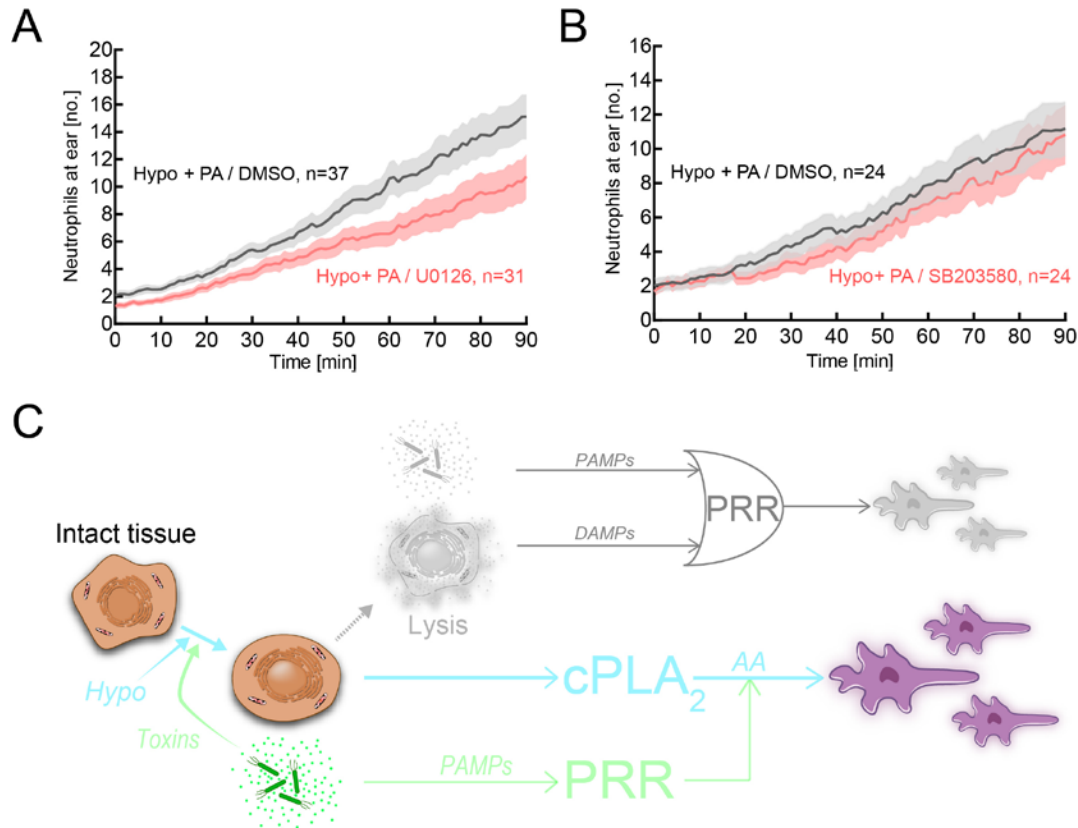 A
Neutrophils at ear [no.]
20
18
16
14
12
10
8
6
4
2
0
0 10 20 30 40 50 60 70 80 90
Time [min]
Hypo + PA / DMSO, n=37
Hypo+ PA / U0126, n=31
B
Neutrophils at ear [no.]
16
14
12
10
8
6
4
2
0
0 10 20 30 40 50 60 70 80 90
Time [min]
Hypo + PA / DMSO, n=24
Hypo+ PA / SB203580, n=24
C
Intact tissue
Hypo
Toxins
Lysis
PAMPs
DAMPs
PRR
cPLA2
AA
PAMPs
PRR